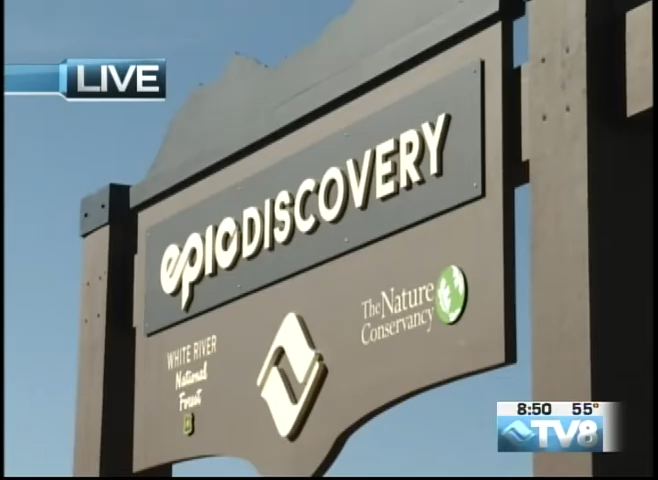 LIVE
epicDISCOVERY
The Nature
Conservancy
WHITE RIVER
National
Forest
8:50 55°
TV8